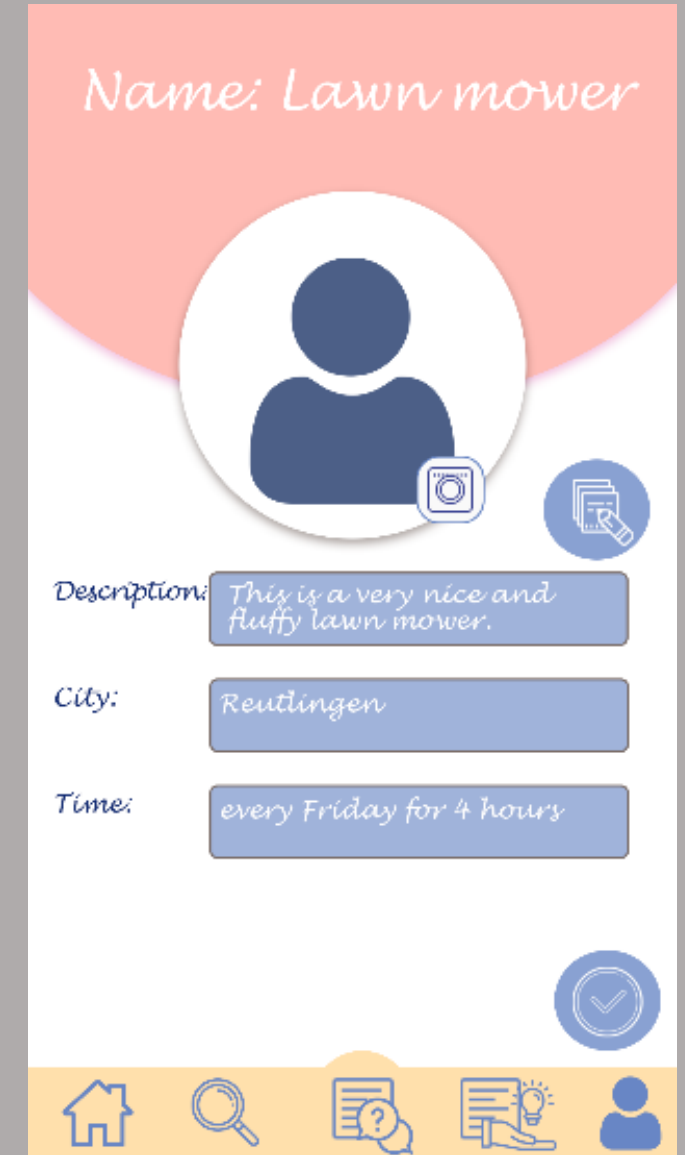 Name: Lawn mower
Description:
This is a very nice and
fluffy lawn mower.
City:
Reutlingen
Time:
every Friday for 4 hours
?